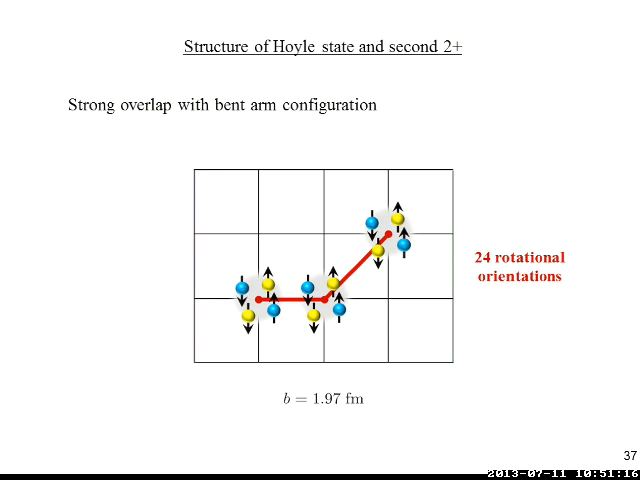 Structure of Hoyle state and second 2+
Strong overlap with bent arm configuration
24 rotational
orientations
b = 1.97 fm
37
2013-07-11 10:51:16